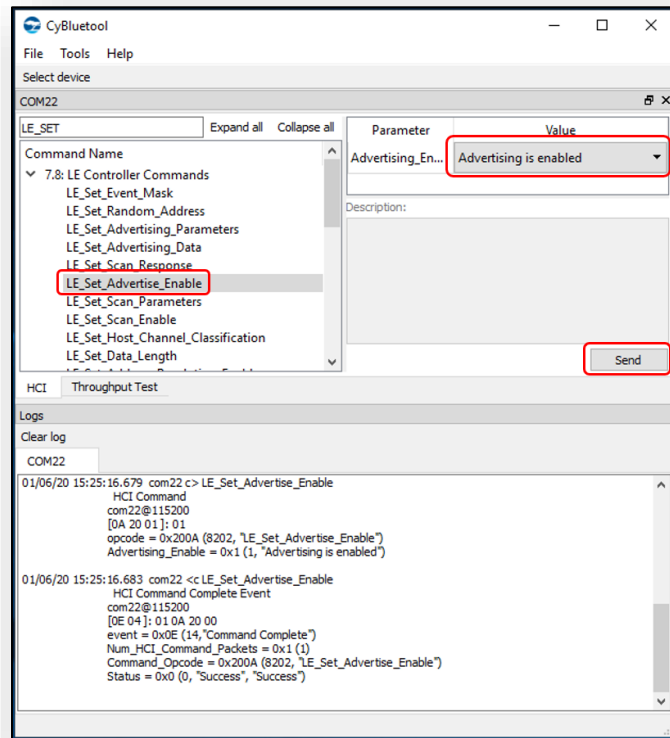 CyBluetool
File Tools Help
Select device
COM22
LE_SET
Expand all Collapse all
Command Name
7.8: LE Controller Commands
LE_Set_Event_Mask
LE_Set_Random_Address
LE_Set_Advertising_Parameters
LE_Set_Advertising_Data
LE_Set_Scan_Response
LE_Set_Advertise_Enable
LE_Set_Scan_Parameters
LE_Set_Scan_Enable
LE_Set_Host_Channel_Classification
LE_Set_Data_Length
Parameter Value
Advertising_En... Advertising is enabled
Description:
Send
HCI Throughput Test
Logs
Clear log
COM22
01/06/20 15:25:16.679 com22 c> LE_Set_Advertise_Enable
HCI Command
com22@115200
[0A 20 01]: 01
opcode = 0x200A (8202, "LE_Set_Advertise_Enable")
Advertising_Enable = 0x1 (1, "Advertising is enabled")
01/06/20 15:25:16.683 com22 <c LE_Set_Advertise_Enable
HCI Command Complete Event
com22@115200
[0E 04]: 01 0A 20 00
event = 0x0E (14,"Command Complete")
Num_HCI_Command_Packets = 0x1 (1)
Command_Opcode = 0x200A (8202, "LE_Set_Advertise_Enable")
Status = 0x0 (0, "Success", "Success")